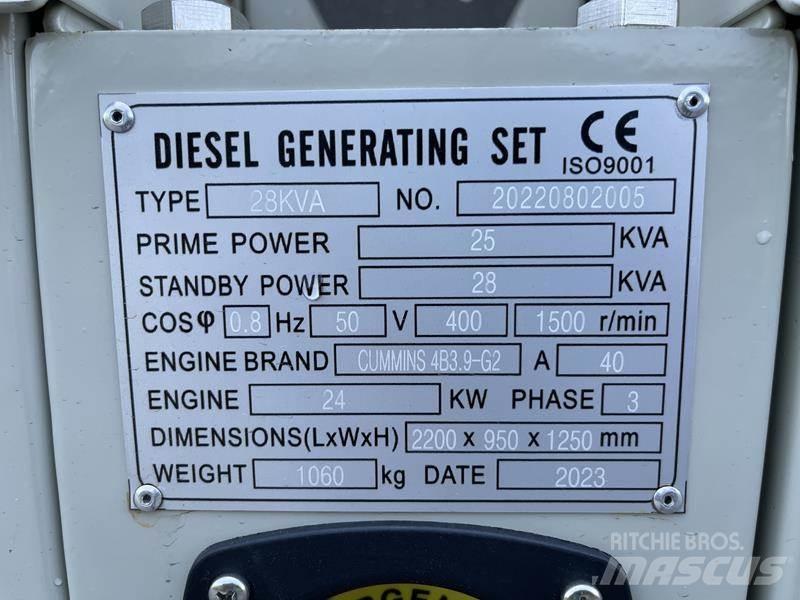 DIESEL GENERATING SET CE
ISO9001
TYPE 28KVA NO. 20220802005
PRIME POWER 25 KVA
STANDBY POWER 28 KVA
COSφ 0.8 Hz 50 V 400 1500 r/min
ENGINE BRAND CUMMINS 4B3.9-G2 A 40
ENGINE 24 KW PHASE 3
DIMENSIONS(LxWxH) 2200 x 950 x 1250 mm
WEIGHT 1060 kg DATE 2023
RITCHIE BROS.
MASCUS